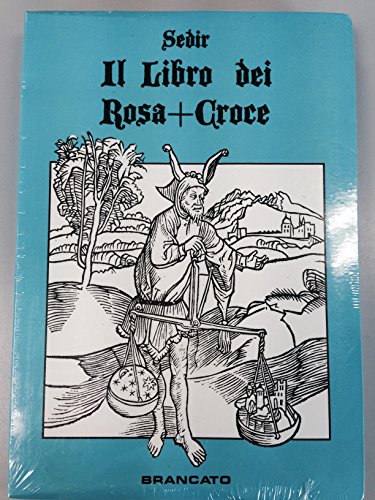 Sedir
Il Libro dei
Rosa+Croce
BRANCATO